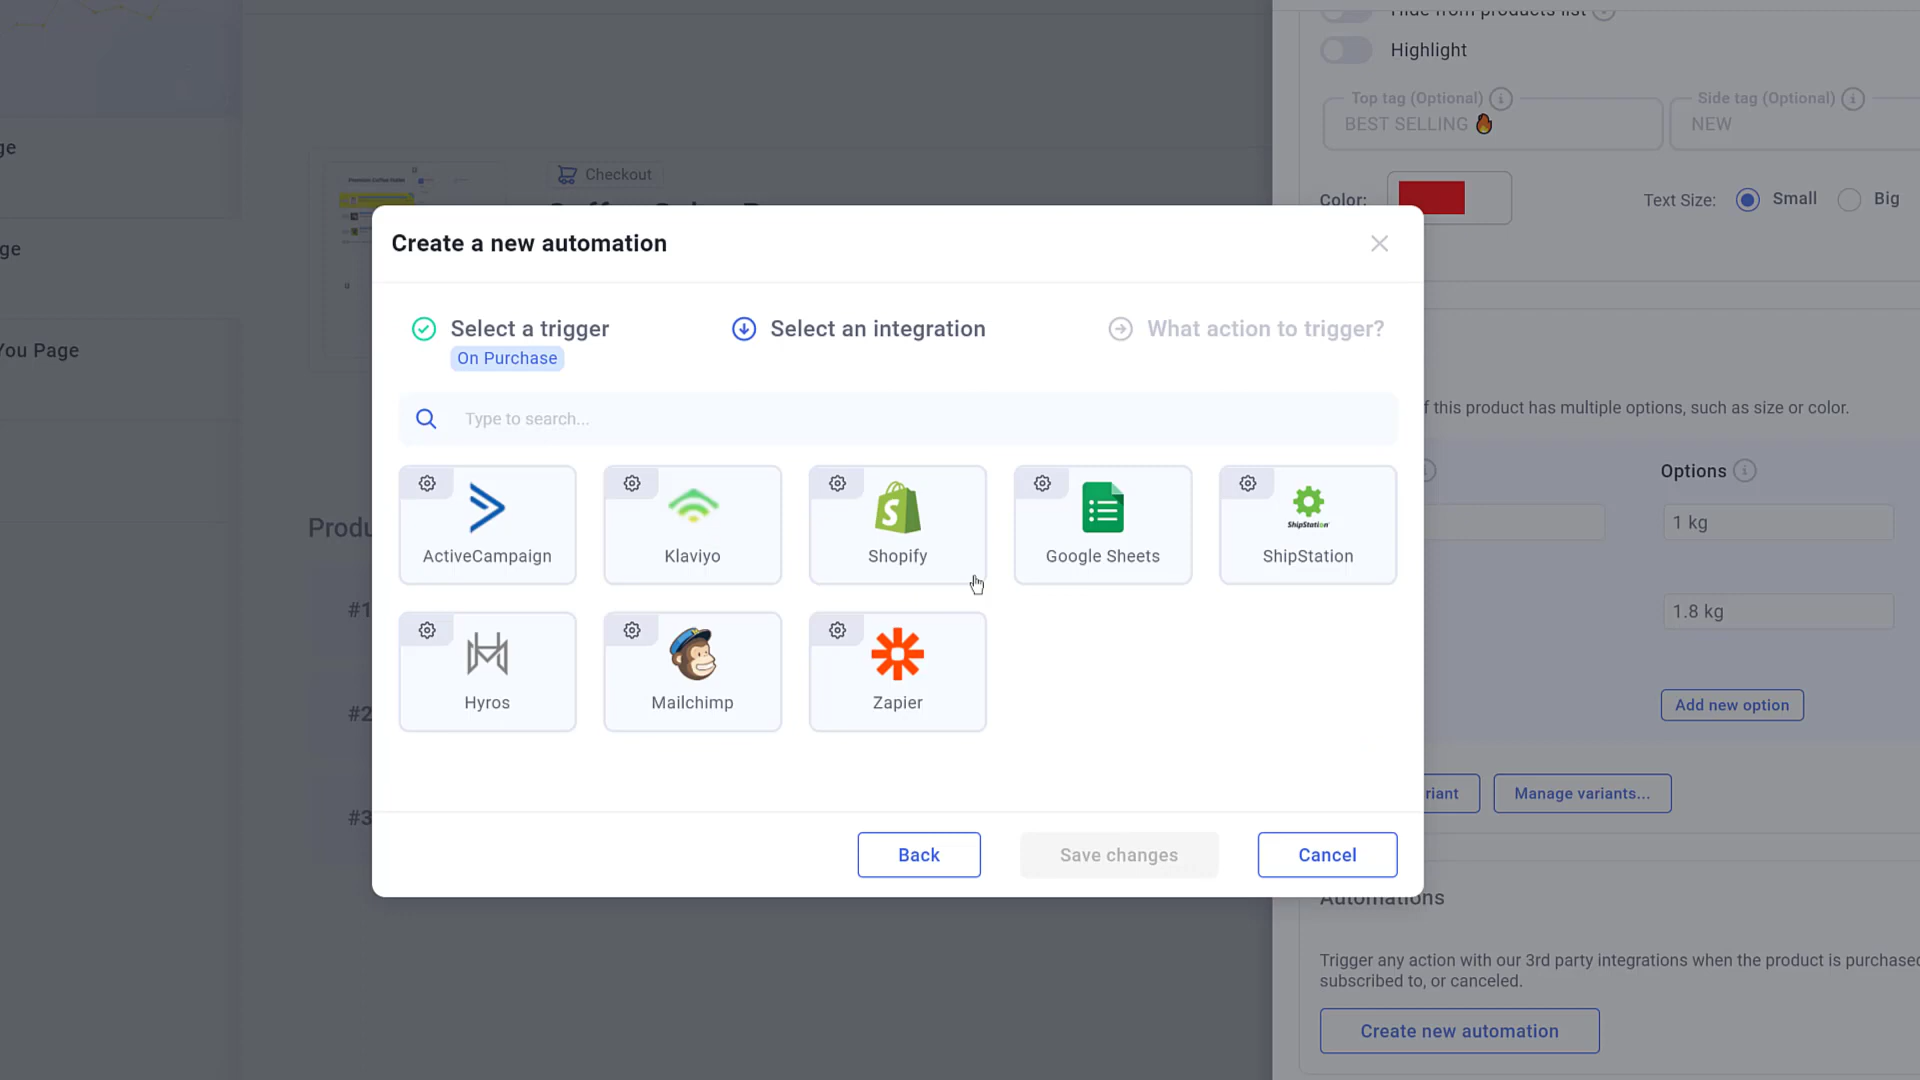 Hide from products list
Highlight
Top tag (Optional)
Side tag (Optional)
BEST SELLING 🔥
NEW
ge
Checkout
Color:
Text Size:
Small
Big
Create a new automation
ge
Select a trigger
Select an integration
What action to trigger?
On Purchase
You Page
Type to search...
f this product has multiple options, such as size or color.
Options
ActiveCampaign
Klaviyo
Shopify
Google Sheets
ShipStation
ShipStation
1 kg
Produ
#1
1.8 kg
Hyros
Mailchimp
Zapier
Add new option
#2
riant
Manage variants...
#3
Back
Save changes
Cancel
Automations
Trigger any action with our 3rd party integrations when the product is purchased
subscribed to, or canceled.
Create new automation